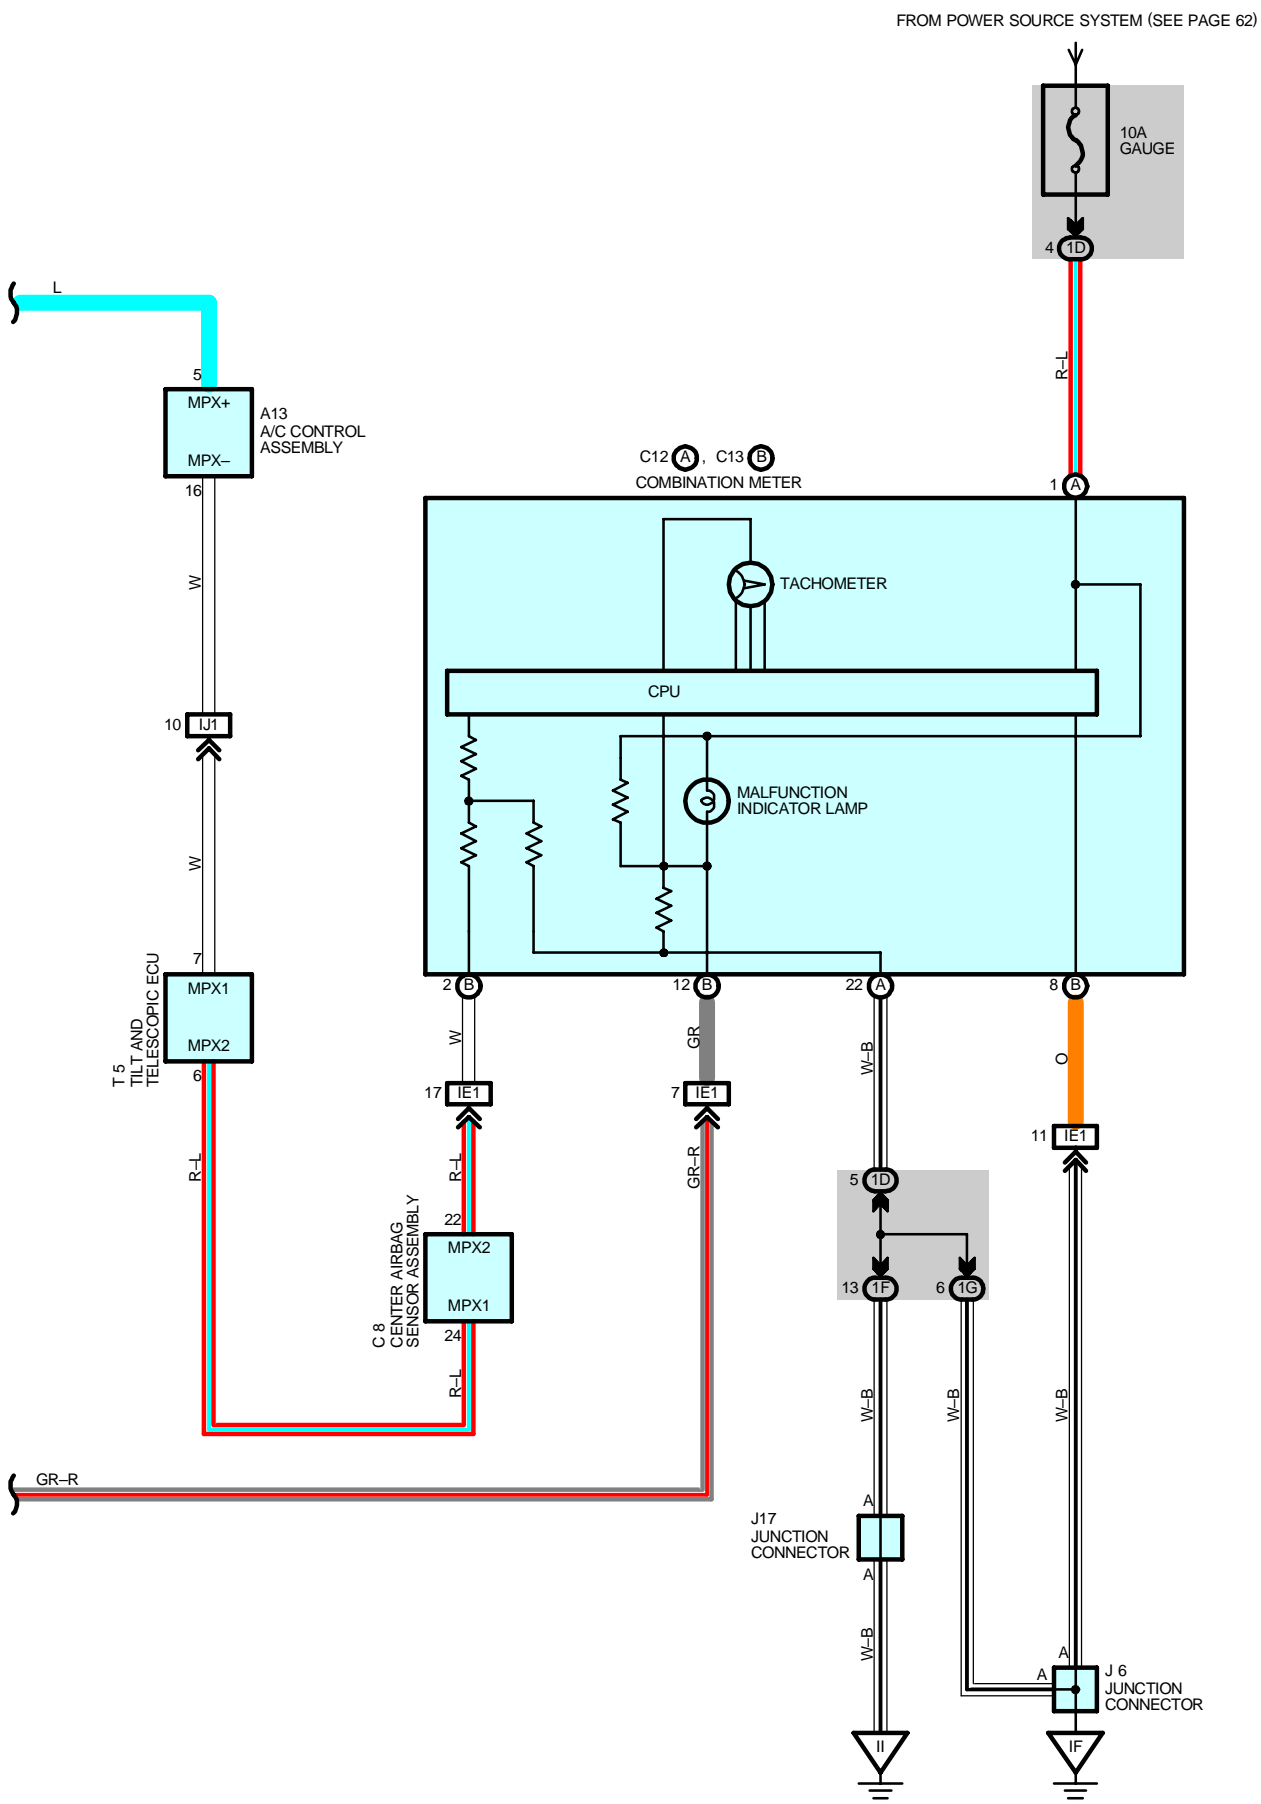 FROM POWER SOURCE SYSTEM (SEE PAGE 62)
10A
GAUGE
4 1D
L
R–L
5
MPX+
A13
A/C CONTROL
ASSEMBLY
MPX–
16
C12 A , C13 B
COMBINATION METER
1 A
W
TACHOMETER
CPU
10 IJ1
MALFUNCTION
INDICATOR LAMP
W
7
MPX1
MPX2
T 5
TILT AND
TELESCOPIC ECU
6
2 B
12 B
22 A
8 B
W
GR
W–B
O
17 IE1
7 IE1
11 IE1
R–L
R–L
GR–R
5 1D
22
MPX2
MPX1
C 8
CENTER AIRBAG
SENSOR ASSEMBLY
24
13 1F
6 1G
R–L
W–B
W–B
W–B
GR–R
A
J17
JUNCTION
CONNECTOR
A
W–B
A
A
J 6
JUNCTION
CONNECTOR
II
IF